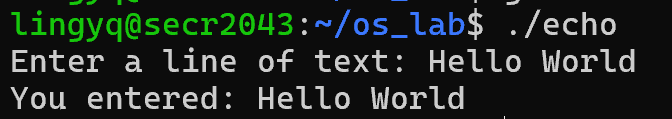 lingyq@secr2043:~/os_lab$ ./echo
Enter a line of text: Hello World
You entered: Hello World